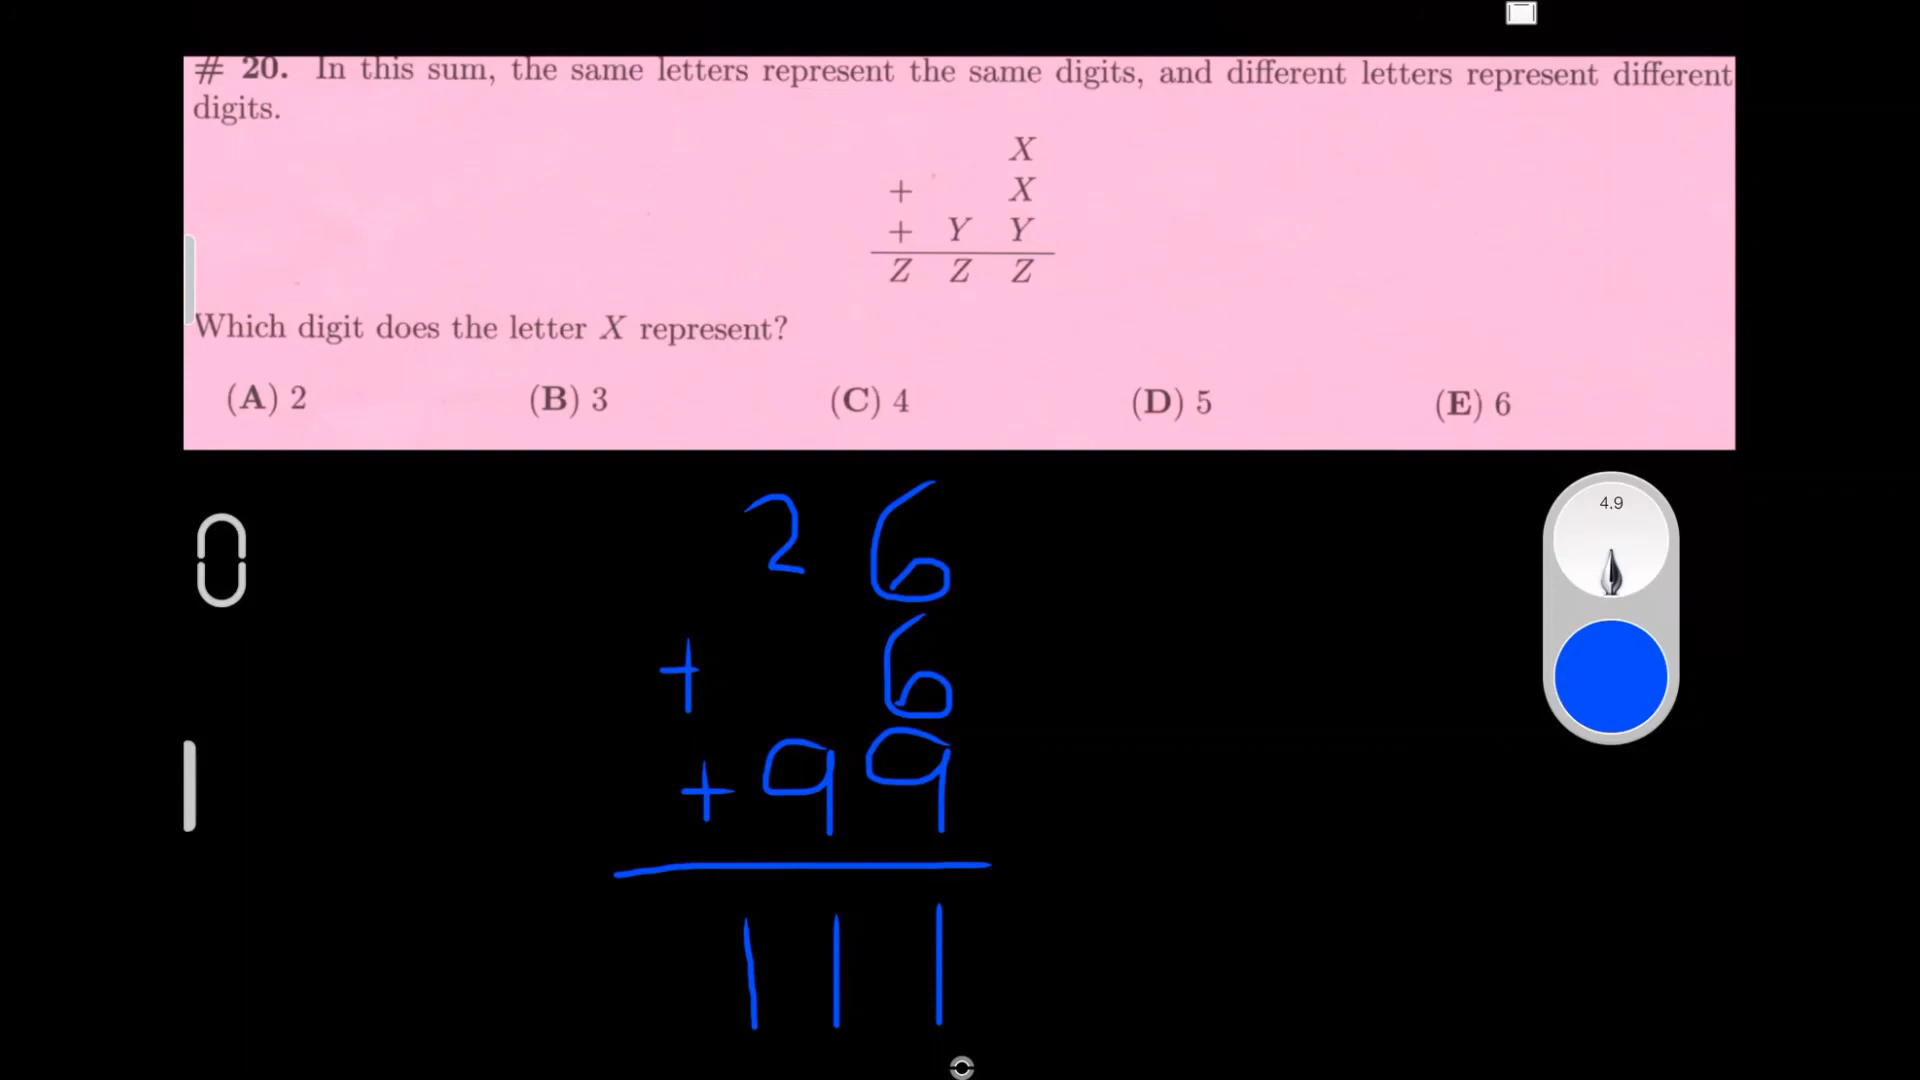 # 20. In this sum, the same letters represent the same digits, and different letters represent different
digits.
X
+ X
+ Y Y
Z Z Z
Which digit does the letter X represent?
(A) 2 (B) 3 (C) 4 (D) 5 (E) 6
2 6
+ 6
+ 9 9
1 1 1
4.9